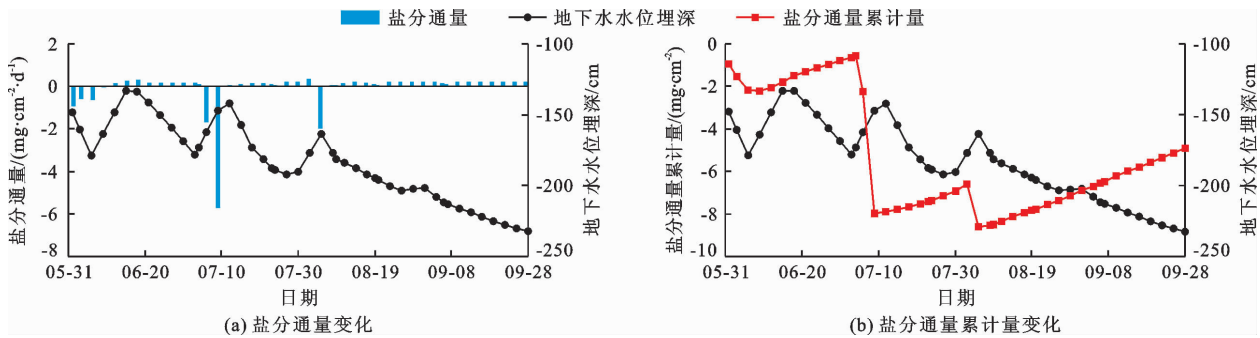 盐分通量 地下水水位埋深 盐分通量累计量
盐分通量/(mg·cm⁻²·d⁻¹)
2
0
-2
-4
-6
-8
-100
-150
-200
-250
地下水水位埋深/cm
05-31 06-20 07-10 07-30 08-19 09-08 09-28
日期
(a) 盐分通量变化
盐分通量累计量/(mg·cm⁻²)
0
-2
-4
-6
-8
-10
-100
-150
-200
-250
地下水水位埋深/cm
05-31 06-20 07-10 07-30 08-19 09-08 09-28
日期
(b) 盐分通量累计量变化